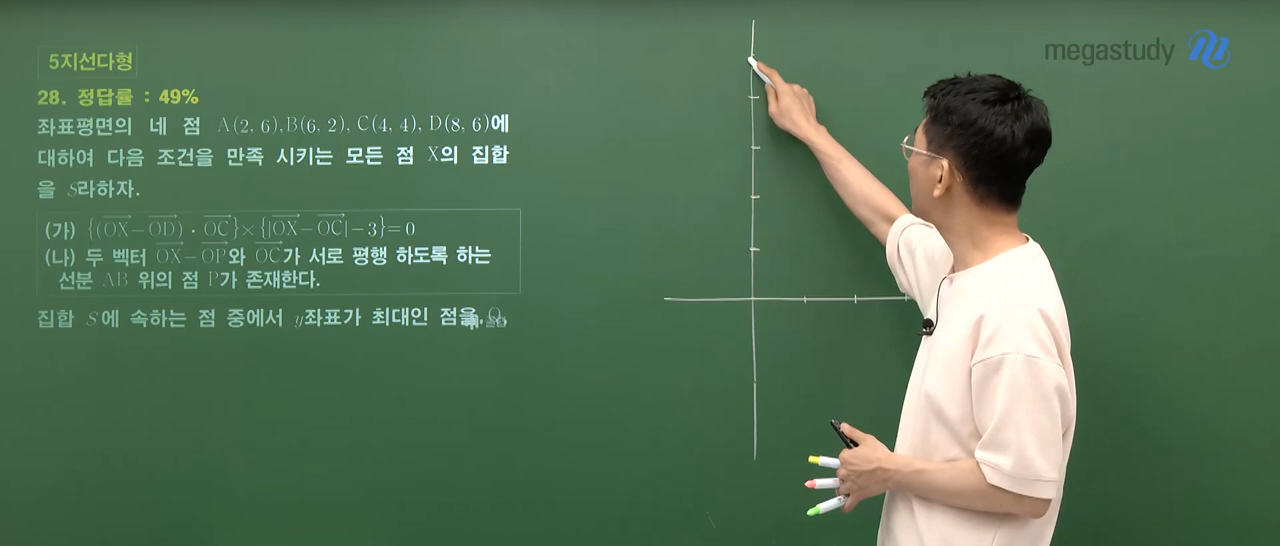 5지선다형
28. 정답률 : 49%
좌표평면의 네 점 A(2, 6), B(6, 2), C(4, 4), D(8, 6)에
대하여 다음 조건을 만족 시키는 모든 점 X의 집합
을 S라하자.
(가) {(OX−OD) · OC}×{|OX−OC|−3}=0
(나) 두 벡터 OX−OP와 OC가 서로 평행 하도록 하는
선분 AB 위의 점 P가 존재한다.
집합 S에 속하는 점 중에서 y좌표가 최대인 점을
megastudy